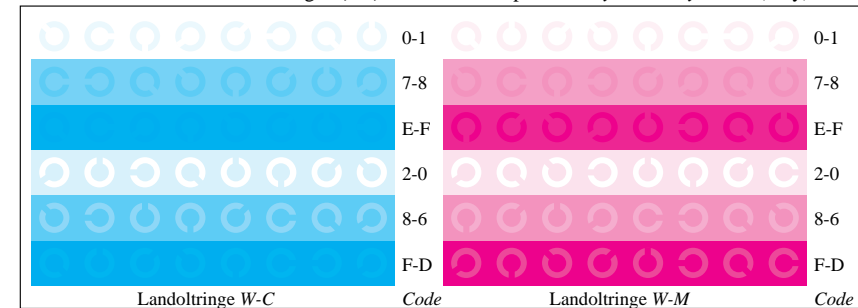 0-1 0-1
7-8 7-8
E-F E-F
2-0 2-0
8-6 8-6
F-D F-D
Landoltringe W-C Code Landoltringe W-M Code